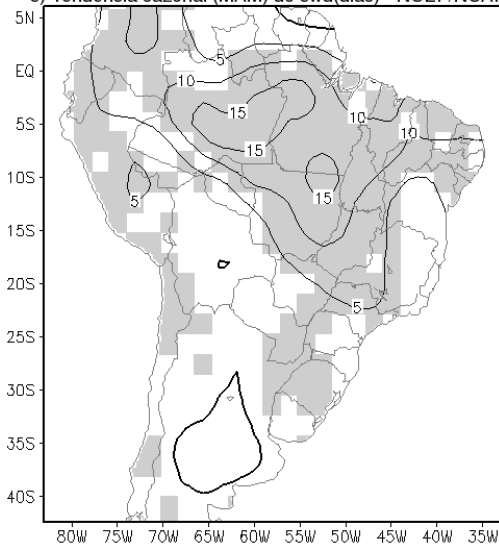 Tendência sazonal (MAM) de cwd(dias) - NCEP/NCAR
5N
5
EQ
10
15
10
5S
10
15
10S
15
5
15S
20S
5
25S
30S
35S
40S
80W 75W 70W 65W 60W 55W 50W 45W 40W 35W